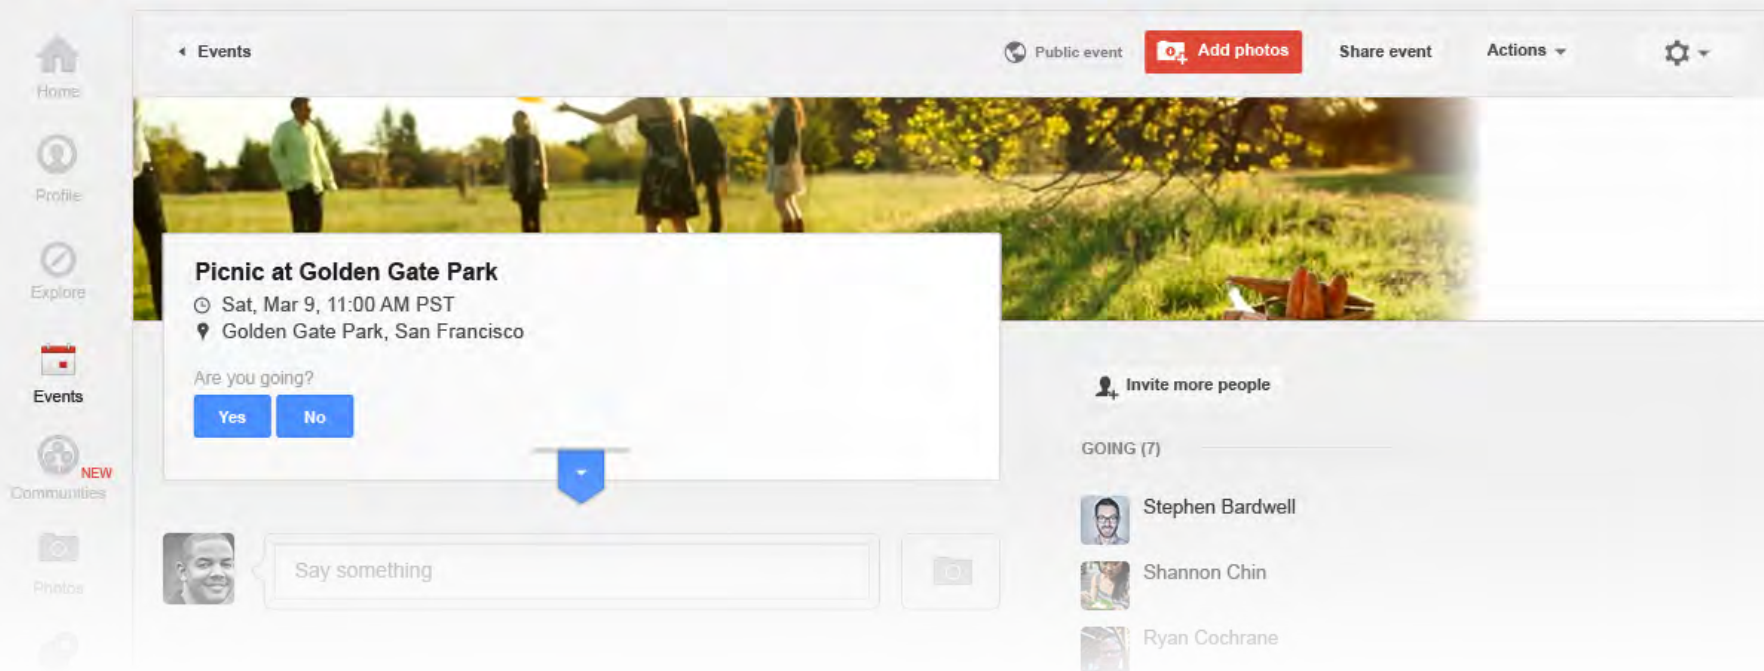 Events
Public event
Add photos
Share event
Actions
Home
Profile
Explore
Events
NEW
Communities
Photos
Picnic at Golden Gate Park
Sat, Mar 9, 11:00 AM PST
Golden Gate Park, San Francisco
Are you going?
Yes
No
Say something
Invite more people
GOING (7)
Stephen Bardwell
Shannon Chin
Ryan Cochrane